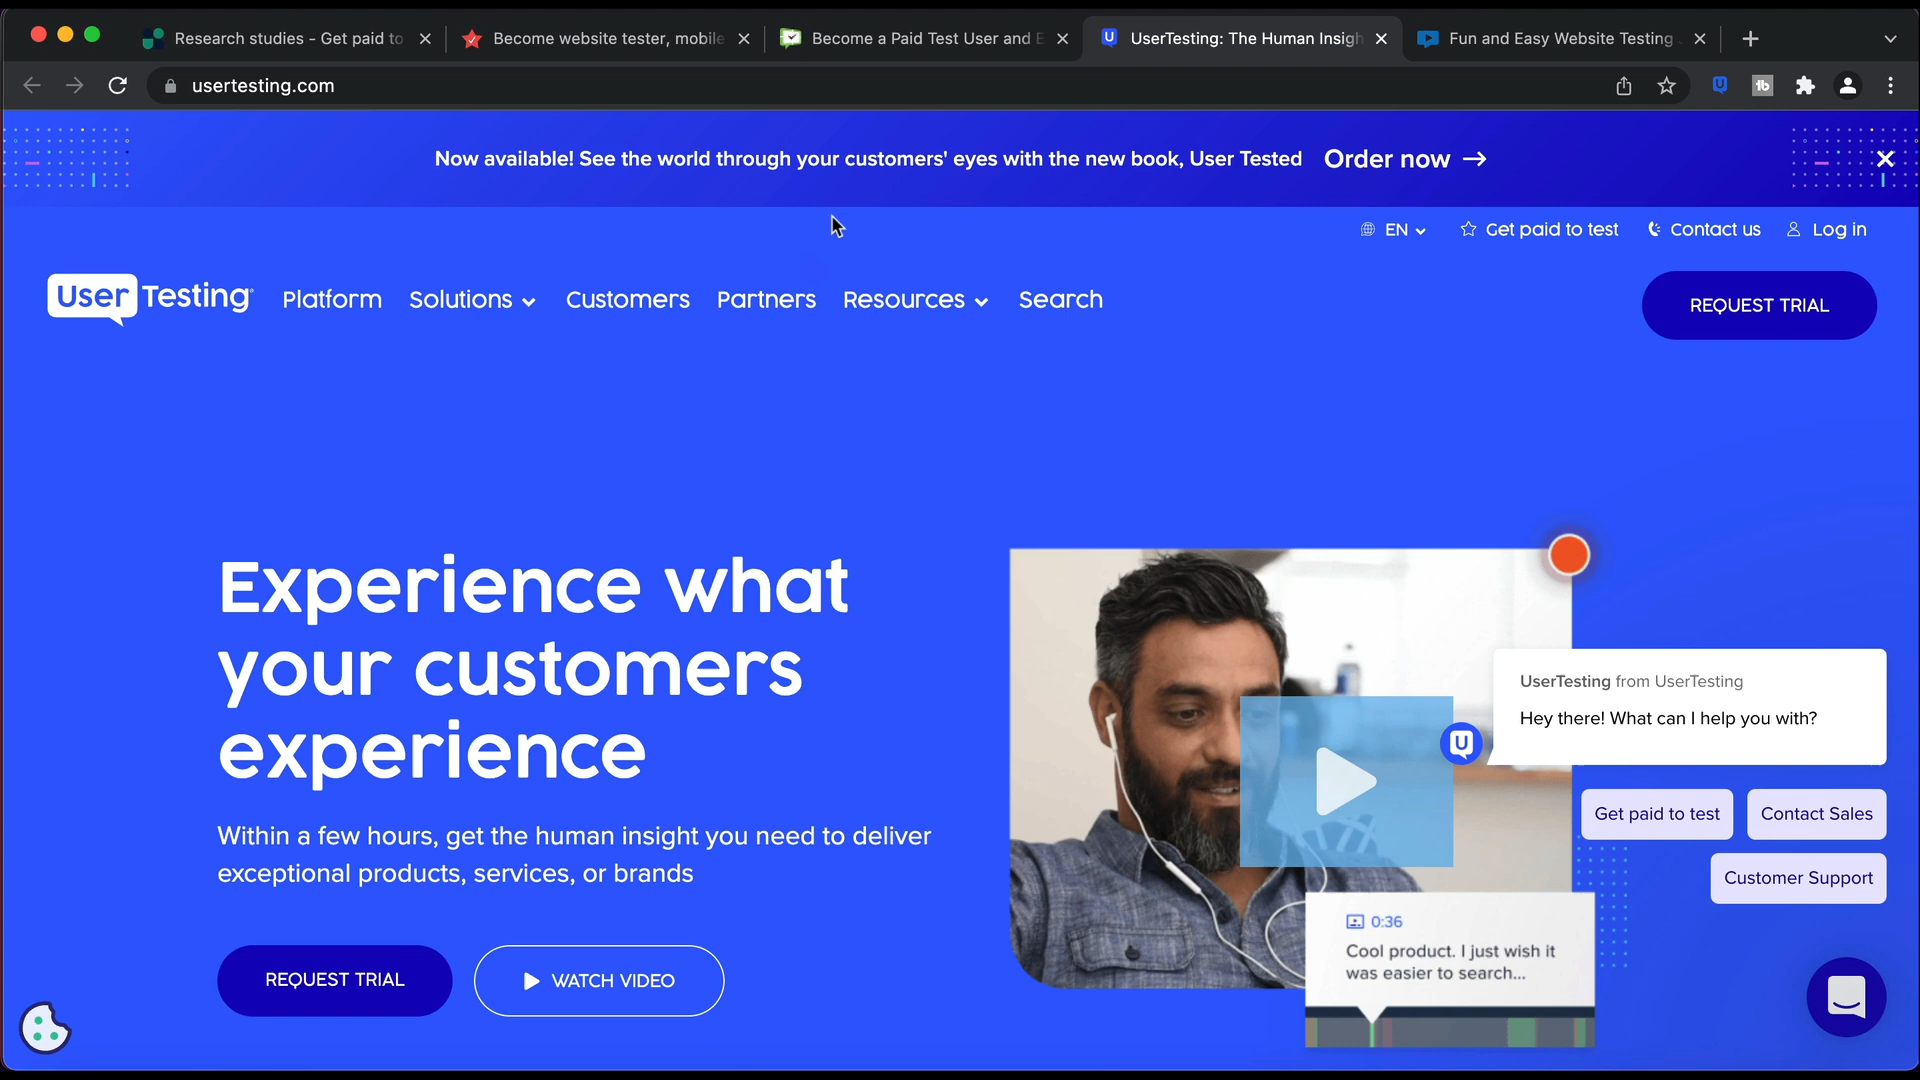 Research studies - Get paid to
Become website tester, mobile
Become a Paid Test User and E
UserTesting: The Human Insigh
Fun and Easy Website Testing
usertesting.com
Now available! See the world through your customers' eyes with the new book, User Tested Order now →
EN
Get paid to test
Contact us
Log in
UserTesting
Platform
Solutions
Customers
Partners
Resources
Search
REQUEST TRIAL
Experience what
your customers
experience
Within a few hours, get the human insight you need to deliver
exceptional products, services, or brands
REQUEST TRIAL
WATCH VIDEO
UserTesting from UserTesting
Hey there! What can I help you with?
Get paid to test
Contact Sales
Customer Support
0:36
Cool product. I just wish it
was easier to search...